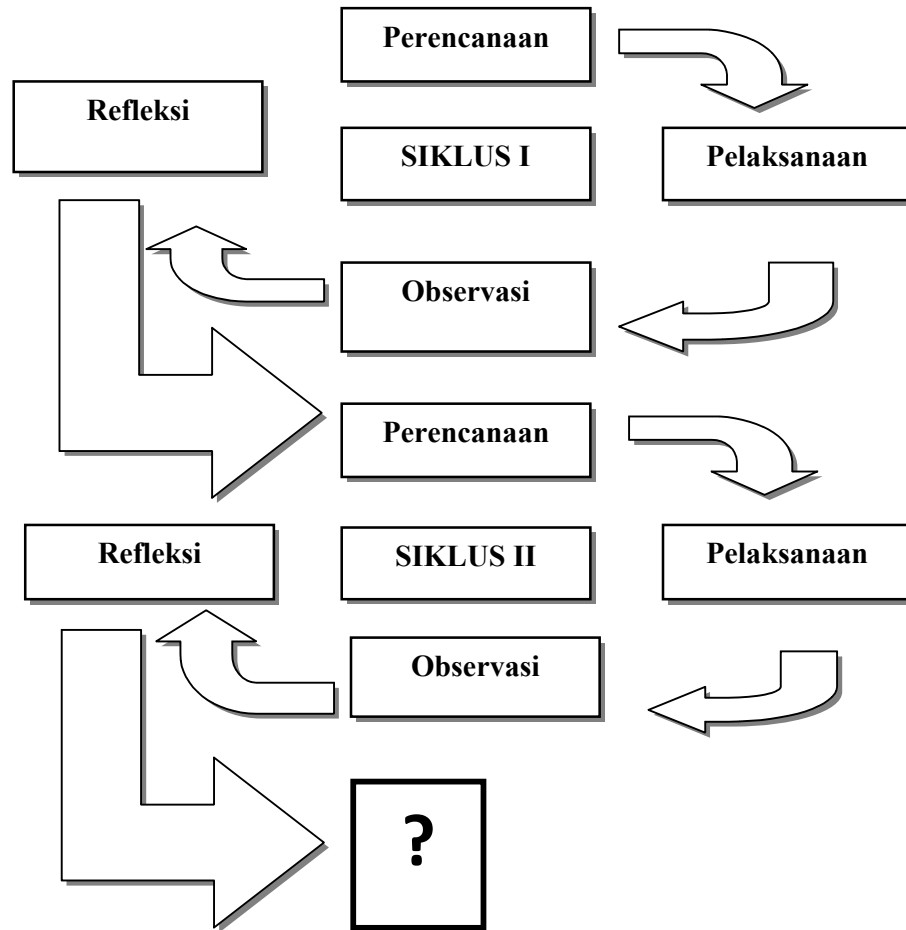 Perencanaan
Refleksi
SIKLUS I
Pelaksanaan
Observasi
Perencanaan
Refleksi
SIKLUS II
Pelaksanaan
Observasi
?